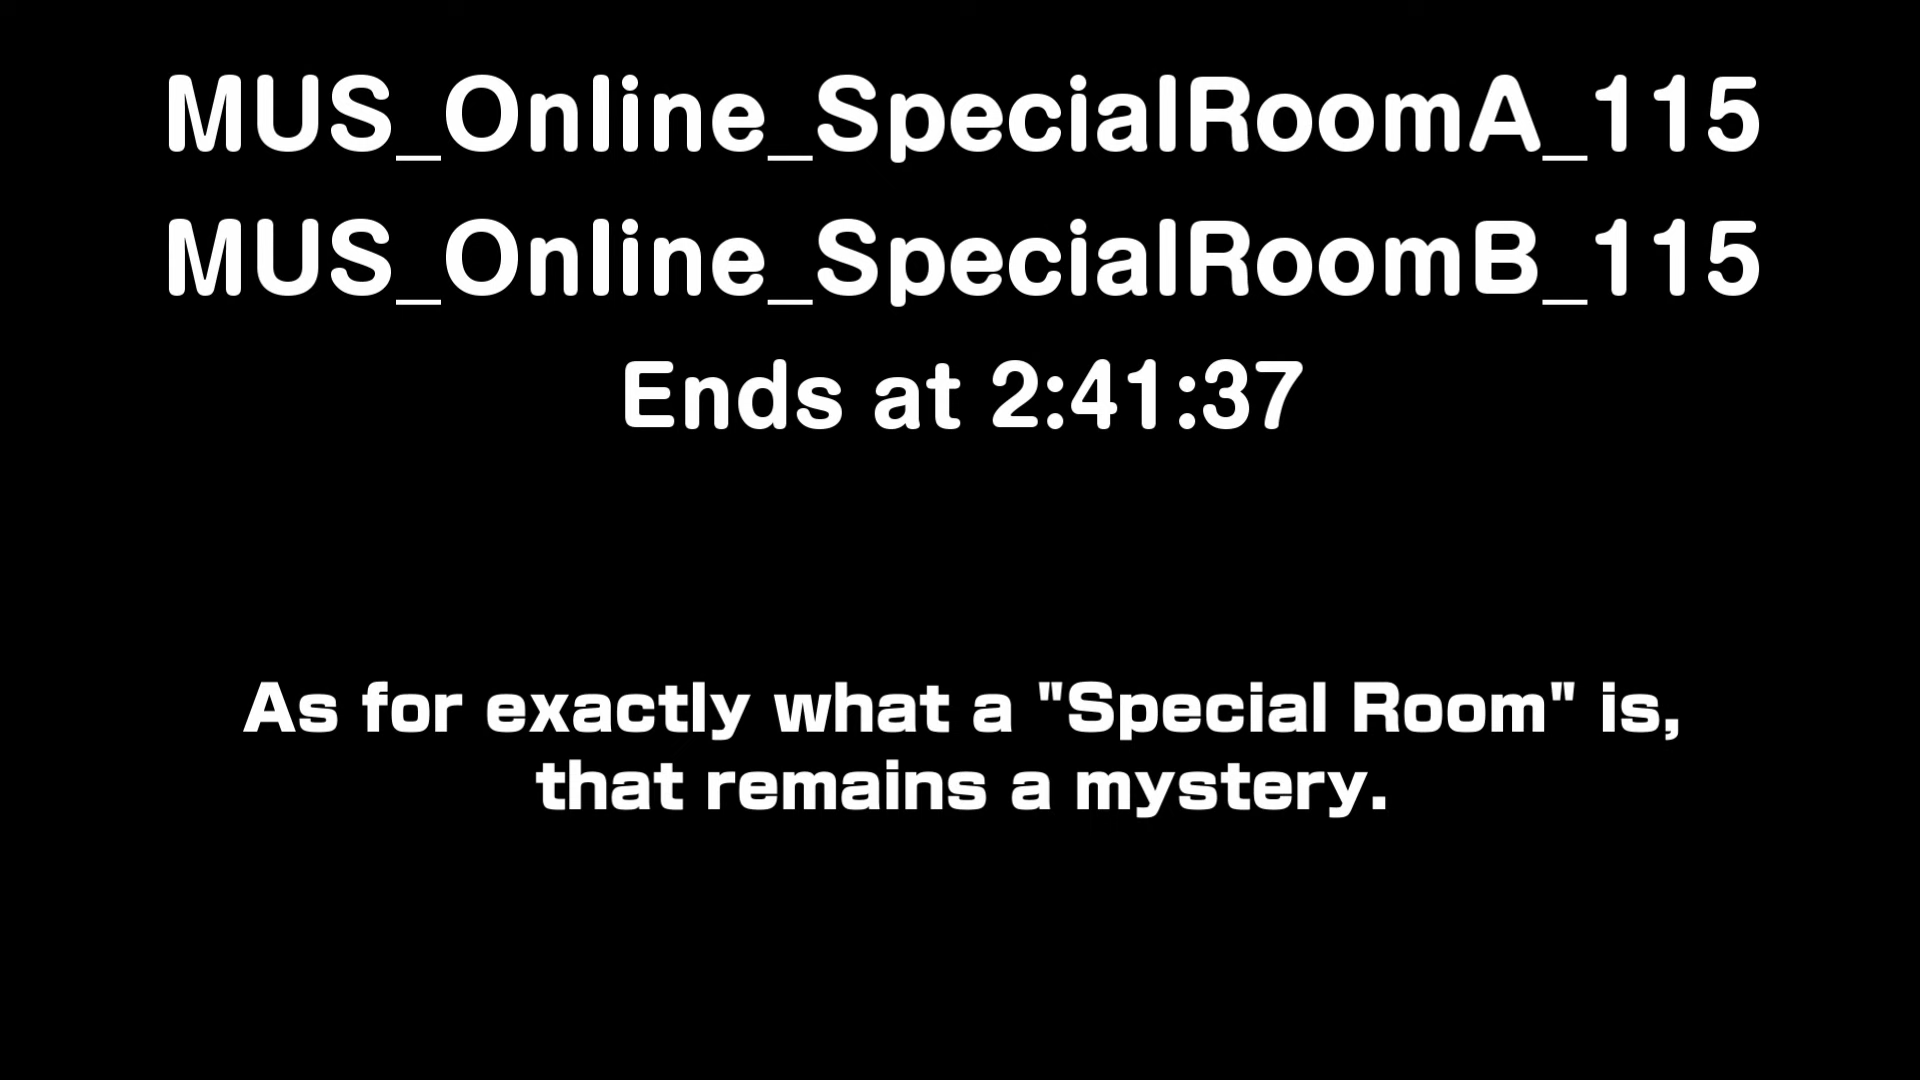 MUS_Online_SpecialRoomA_115
MUS_Online_SpecialRoomB_115
Ends at 2:41:37
As for exactly what a "Special Room" is,
that remains a mystery.